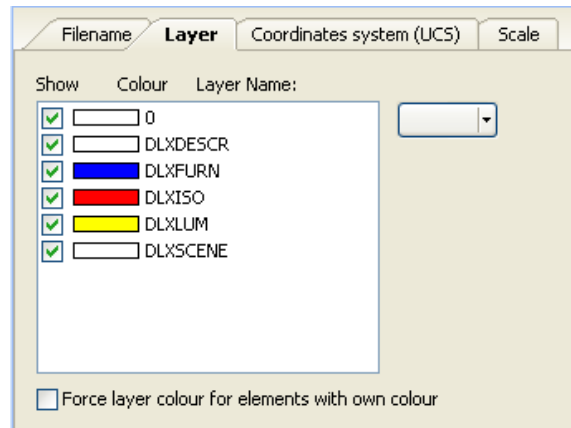 Filename Layer Coordinates system (UCS) Scale
Show Colour Layer Name:
0
DLXDESCR
DLXFURN
DLXISO
DLXLUM
DLXSCENE
Force layer colour for elements with own colour